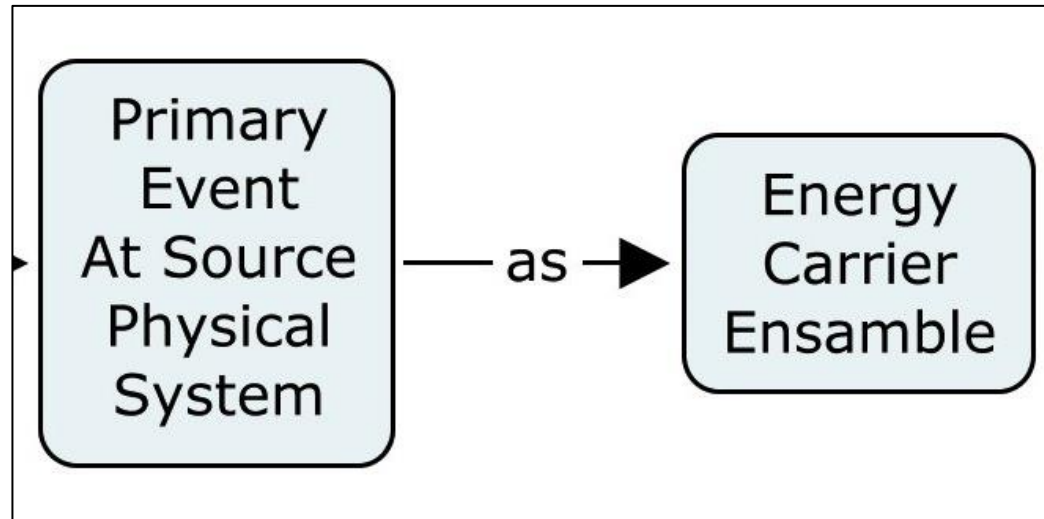 Primary
Event
At Source
Physical
System
as
Energy
Carrier
Ensamble